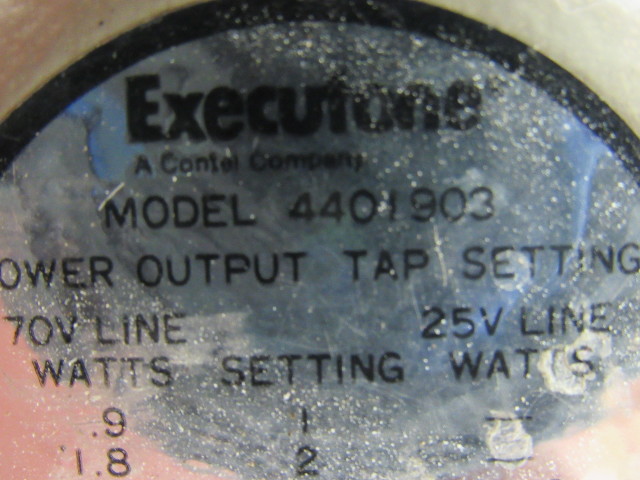 Executone
A Contel Company
MODEL 4401903
OWER OUTPUT TAP SETTING
70V LINE 25V LINE
WATTS SETTING WATTS
.9 1 —
1.8 2